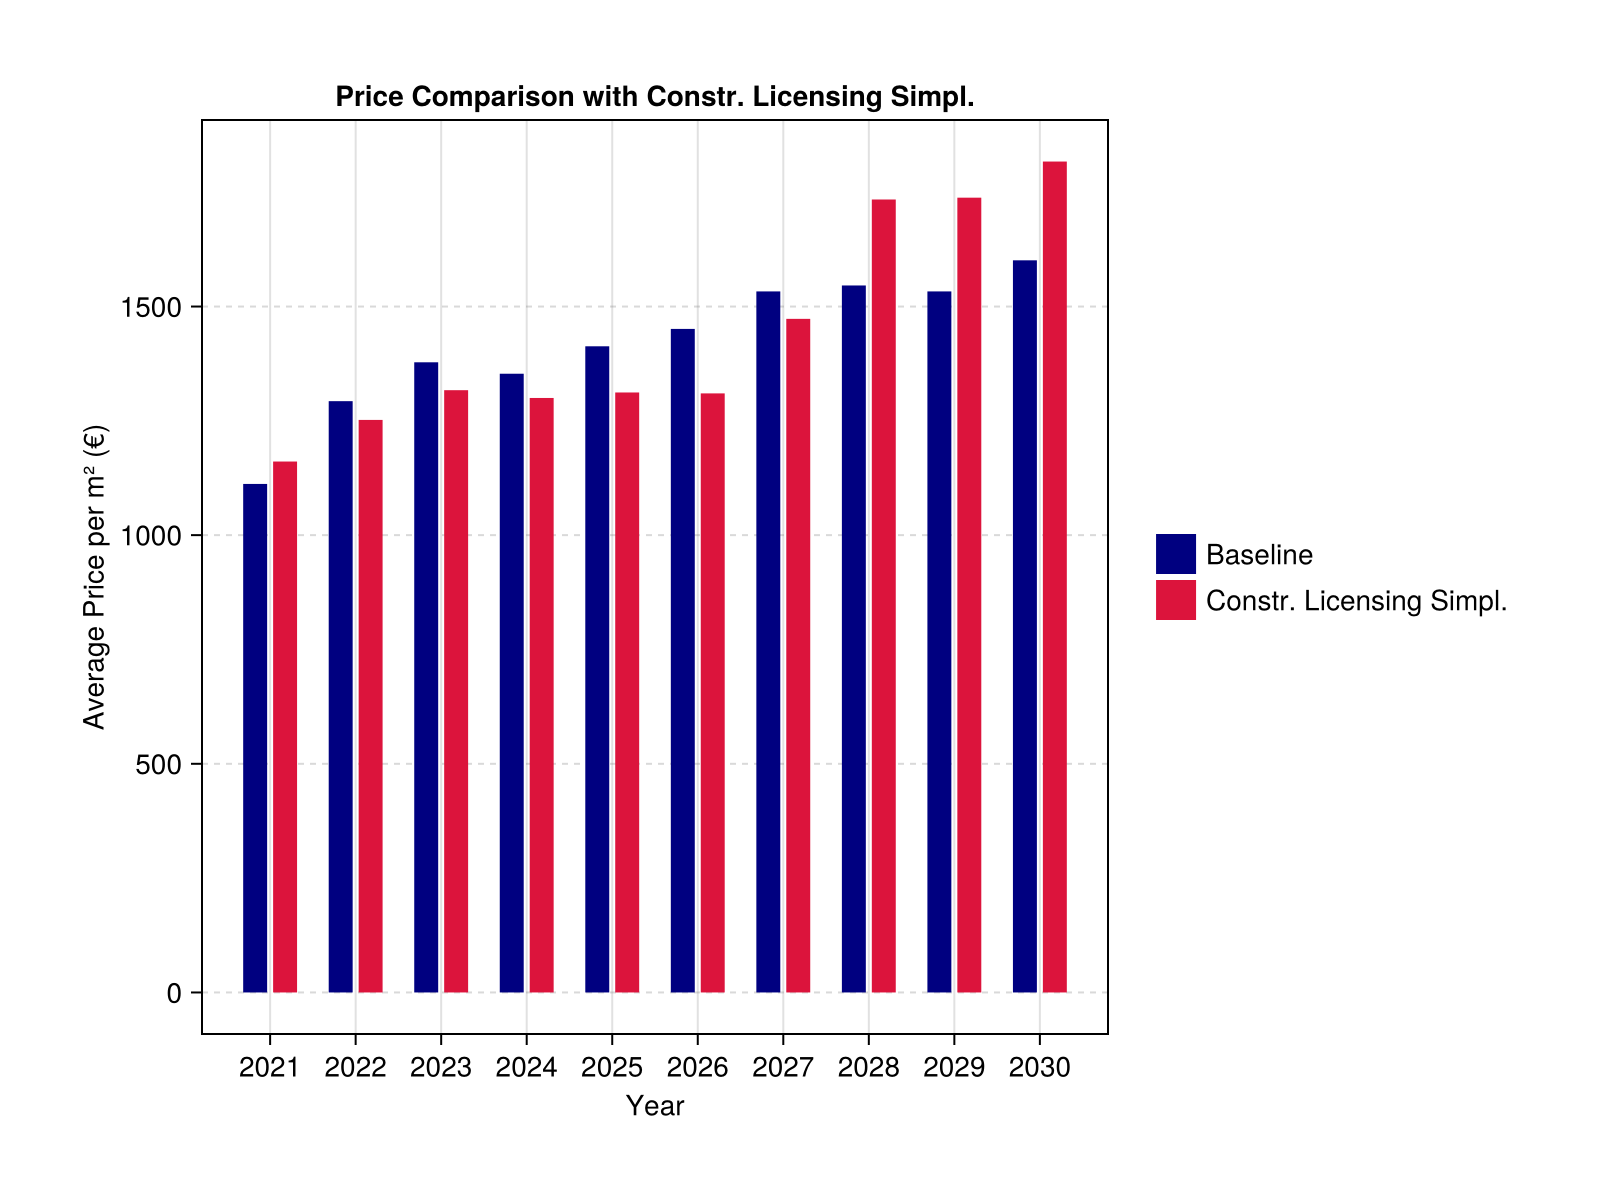 Price Comparison with Constr. Licensing Simpl.
Average Price per m² (€)
1500
1000
500
0
2021 2022 2023 2024 2025 2026 2027 2028 2029 2030
Year
Baseline
Constr. Licensing Simpl.